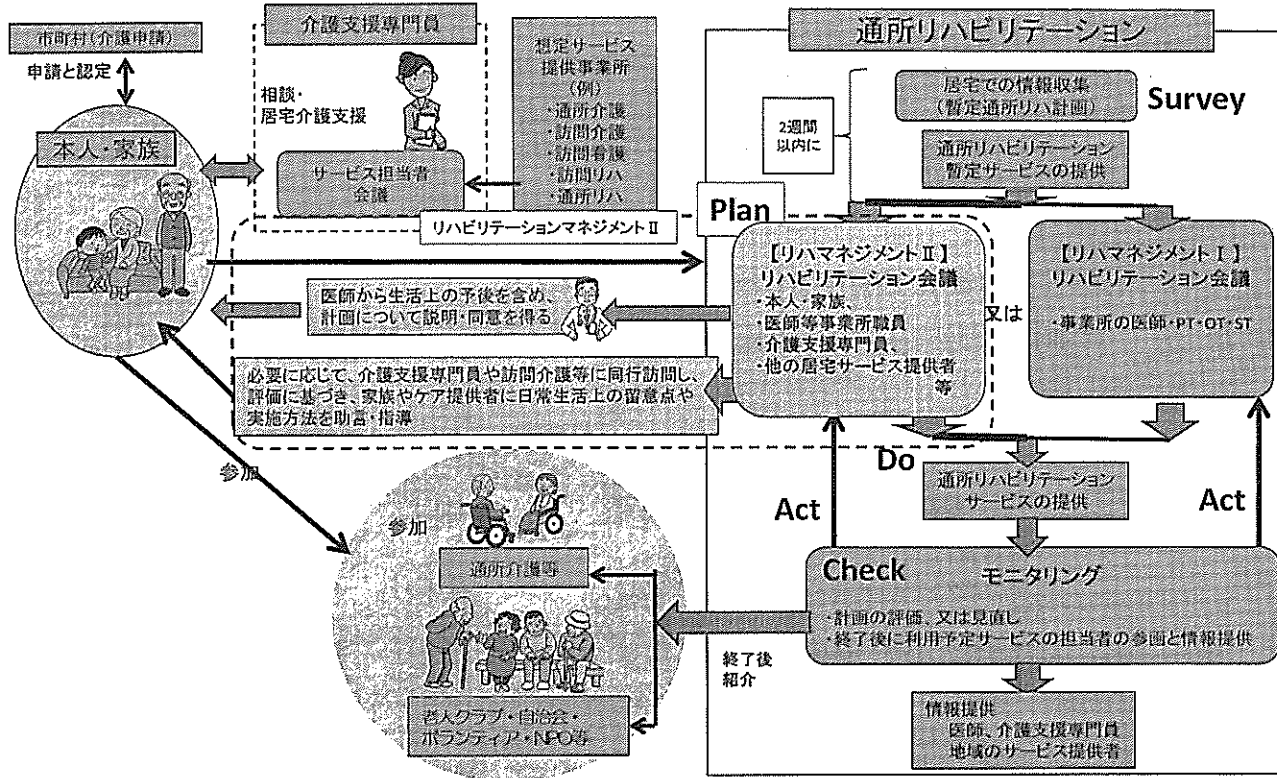 市町村(介護申請)
申請と認定
本人・家族
介護支援専門員
相談・
居宅介護支援
サービス担当者
会議
想定サービス
提供事業所
(例)
・通所介護
・訪問介護
・訪問看護
・訪問リハ
・通所リハ
リハビリテーションマネジメントⅡ
医師から生活上の予後を含め、
計画について説明・同意を得る
必要に応じて、介護支援専門員や訪問介護等に同行訪問し、
評価に基づき、家族やケア提供者に日常生活上の留意点や
実施方法を助言・指導
参加
参加
通所介護等
老人クラブ・自治会・
ボランティア・NPO等
通所リハビリテーション
2週間
以内に
居宅での情報収集
(暫定通所リハ計画)
Survey
通所リハビリテーション
暫定サービスの提供
Plan
【リハマネジメントⅡ】
リハビリテーション会議
・本人・家族、
・医師等事業所職員
・介護支援専門員、
・他の居宅サービス提供者
等
又は
【リハマネジメントⅠ】
リハビリテーション会議
・事業所の医師・PT・OT・ST
Do
通所リハビリテーション
サービスの提供
Act
Act
Check
モニタリング
・計画の評価、又は見直し
・終了後に利用予定サービスの担当者の参画と情報提供
終了後
紹介
情報提供
医師、介護支援専門員
地域のサービス提供者